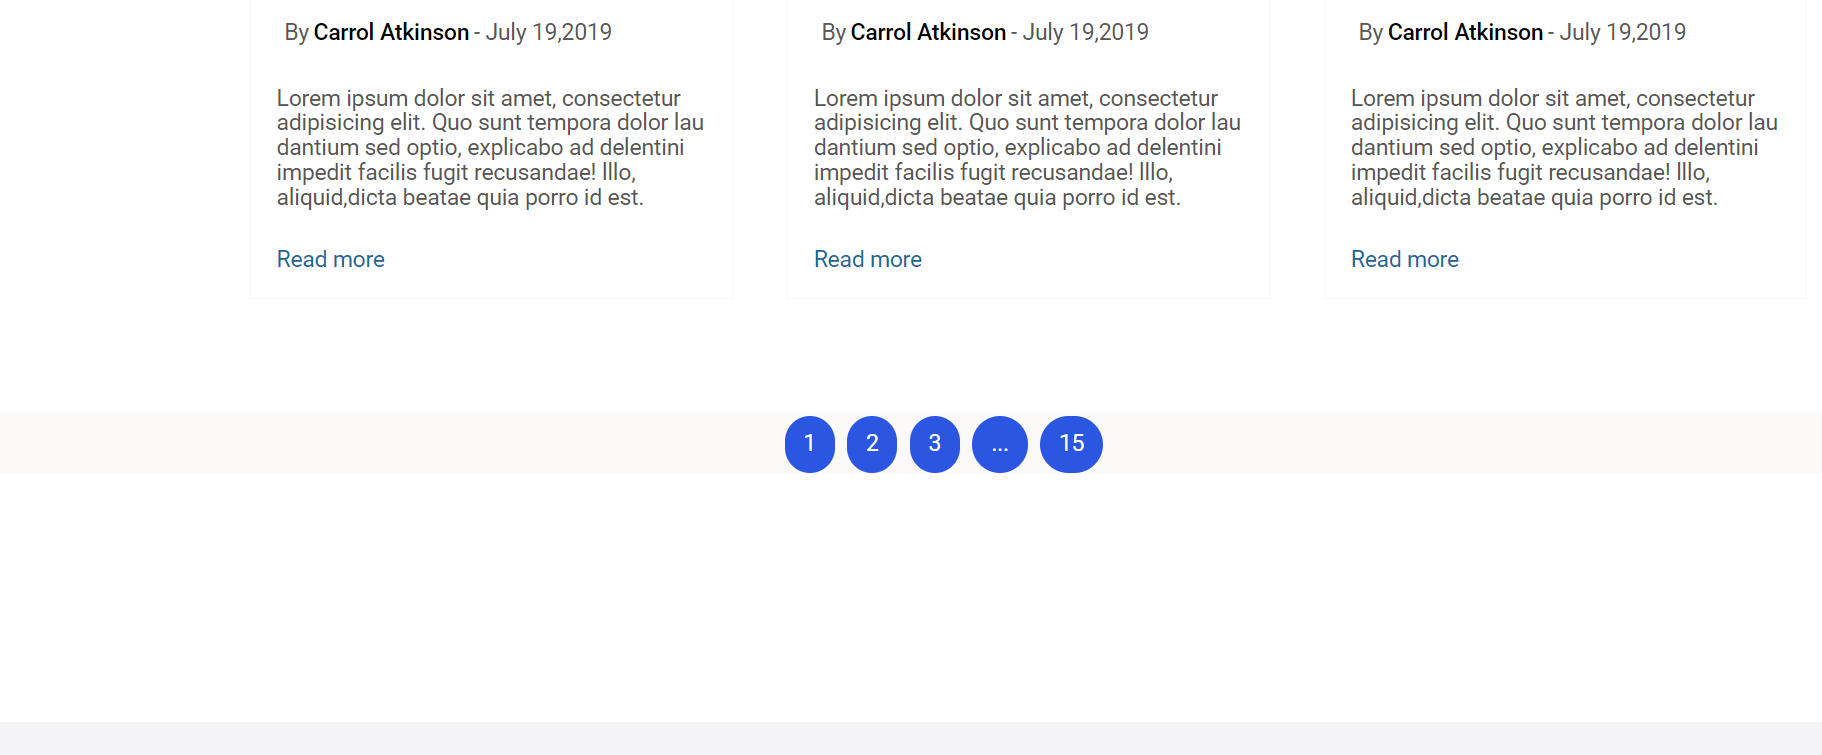 By Carrol Atkinson - July 19,2019
Lorem ipsum dolor sit amet, consectetur
adipisicing elit. Quo sunt tempora dolor lau
dantium sed optio, explicabo ad delentini
impedit facilis fugit recusandae! lllo,
aliquid,dicta beatae quia porro id est.
Read more
By Carrol Atkinson - July 19,2019
Lorem ipsum dolor sit amet, consectetur
adipisicing elit. Quo sunt tempora dolor lau
dantium sed optio, explicabo ad delentini
impedit facilis fugit recusandae! lllo,
aliquid,dicta beatae quia porro id est.
Read more
By Carrol Atkinson - July 19,2019
Lorem ipsum dolor sit amet, consectetur
adipisicing elit. Quo sunt tempora dolor lau
dantium sed optio, explicabo ad delentini
impedit facilis fugit recusandae! lllo,
aliquid,dicta beatae quia porro id est.
Read more
1 2 3 ... 15